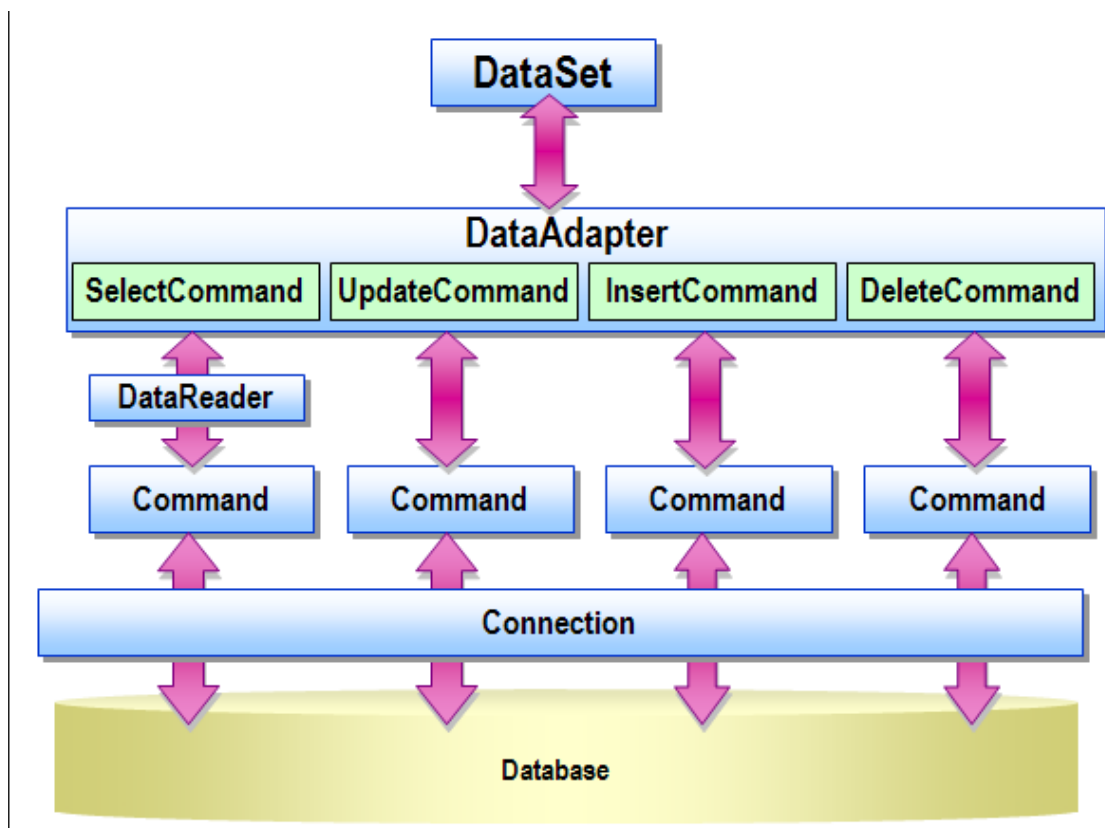 DataSet
DataAdapter
SelectCommand UpdateCommand InsertCommand DeleteCommand
DataReader
Command Command Command Command
Connection
Database